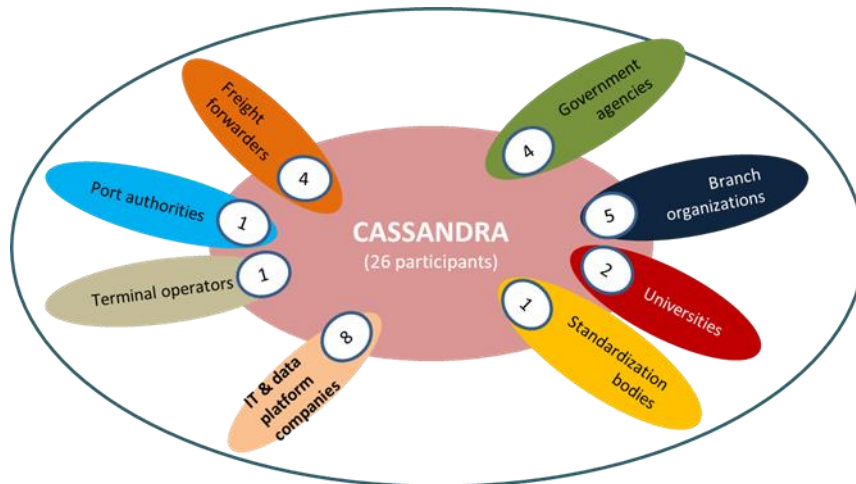 Freight
forwarders
4
Government
agencies
4
Port authorities
1
Branch
organizations
5
CASSANDRA
(26 participants)
Terminal operators
1
2
Universities
1
Standardization
bodies
8
IT & data
platform
companies